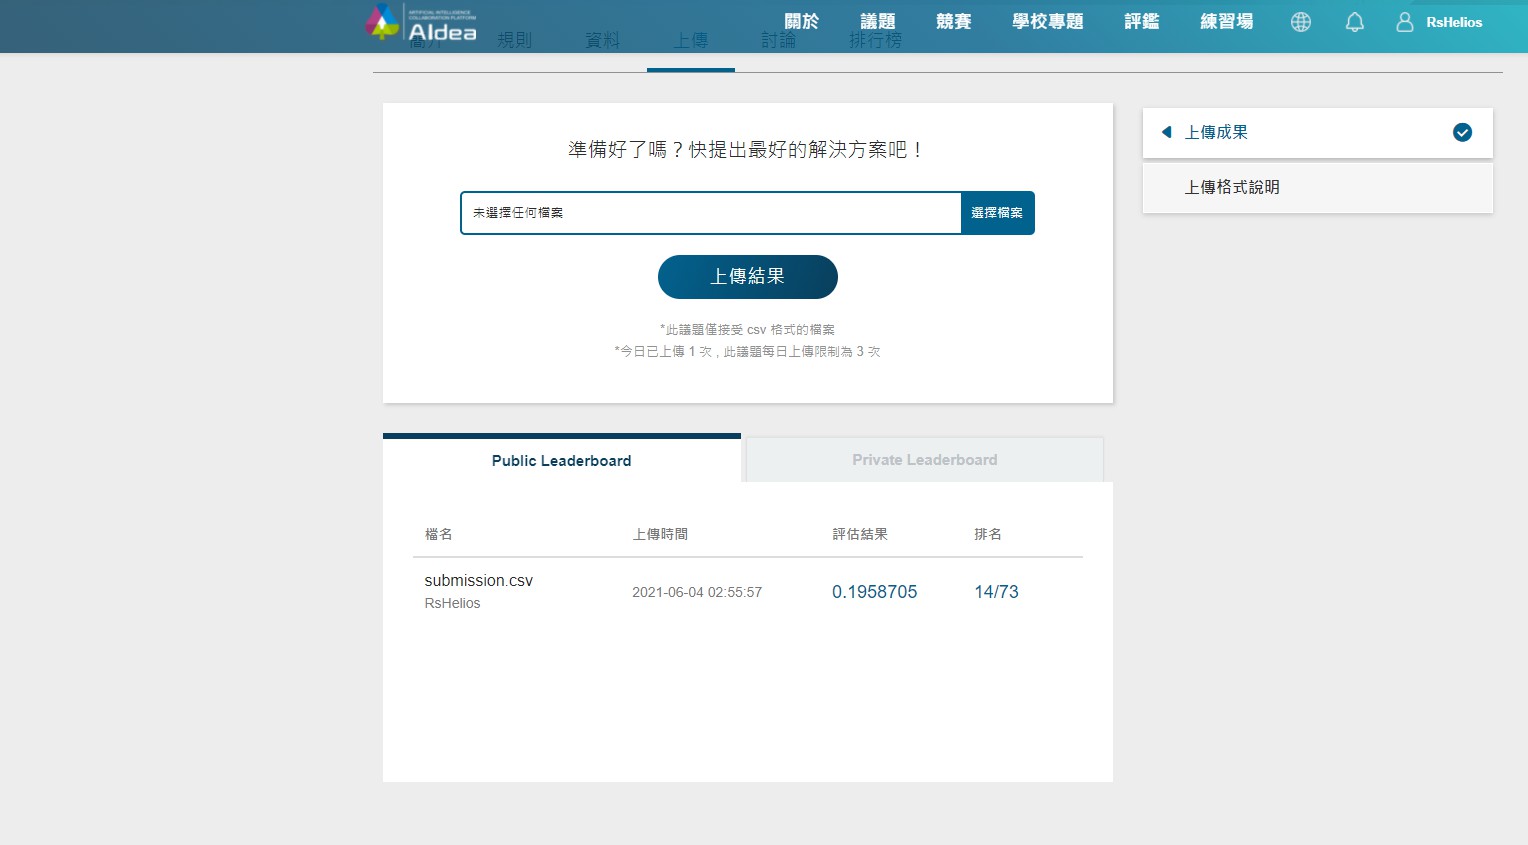 ARTIFICIAL INTELLIGENCE
COLLABORATION PLATFORM
AIdea
關於
議題
競賽
學校專題
評鑑
練習場
RsHelios
簡介
規則
資料
上傳
討論
排行榜
準備好了嗎？快提出最好的解決方案吧！
未選擇任何檔案
選擇檔案
上傳結果
*此議題僅接受 csv 格式的檔案
*今日已上傳 1 次，此議題每日上傳限制為 3 次
上傳成果
上傳格式說明
Public Leaderboard
Private Leaderboard
檔名 上傳時間 評估結果 排名
submission.csv
RsHelios
2021-06-04 02:55:57
0.1958705
14/73